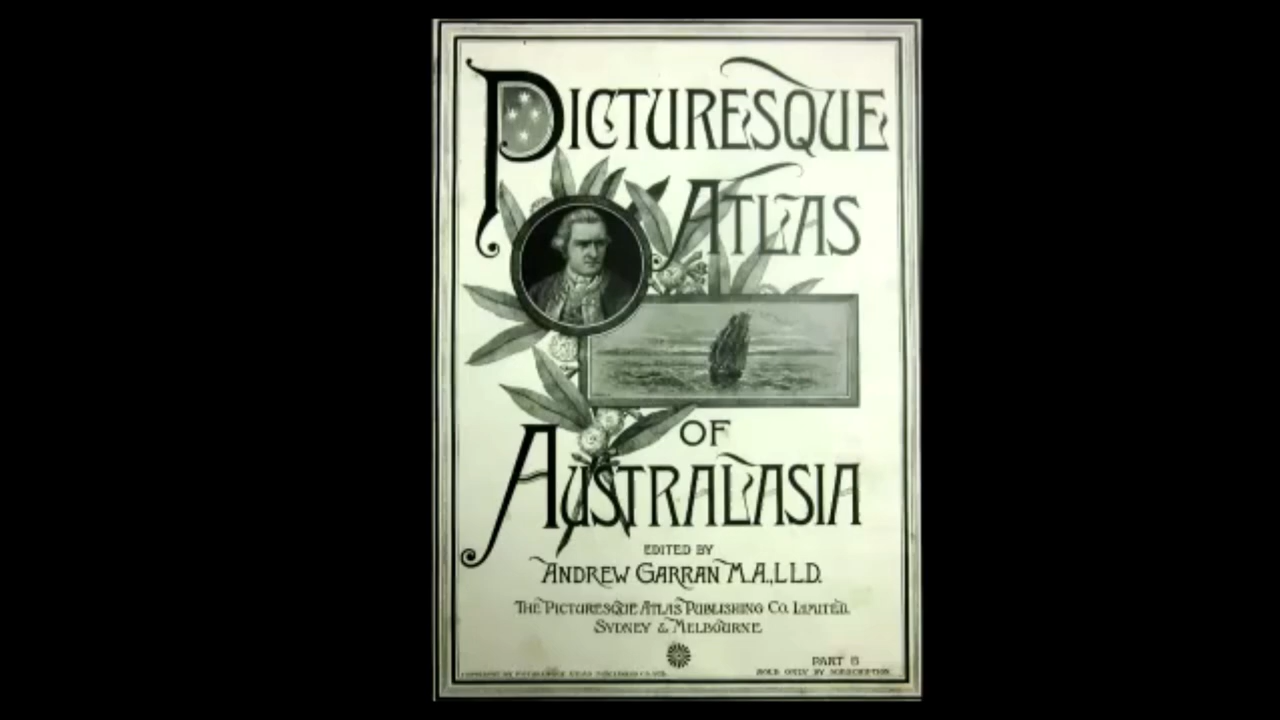 PICTURESQUE
ATLAS
OF
AUSTRALASIA
EDITED BY
ANDREW GARRAN M.A., LL.D.
THE PICTURESQUE ATLAS PUBLISHING CO. LIMITED.
SYDNEY & MELBOURNE
PART
SOLD ONLY BY SUBSCRIPTION